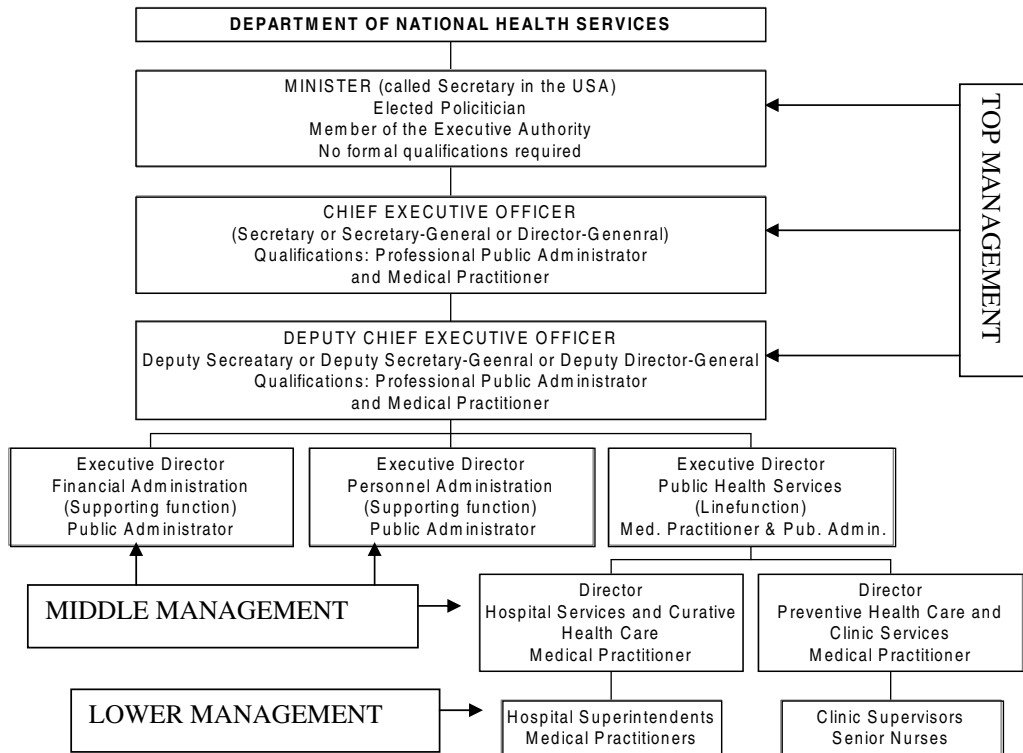 DEPARTMENT OF NATIONAL HEALTH SERVICES
MINISTER (called Secretary in the USA)
Elected Policitician
Member of the Executive Authority
No formal qualifications required
TOP MANAGEMENT
CHIEF EXECUTIVE OFFICER
(Secretary or Secretary-General or Director-Genenral)
Qualifications: Professional Public Administrator
and Medical Practitioner
DEPUTY CHIEF EXECUTIVE OFFICER
Deputy Secreatary or Deputy Secretary-Geenral or Deputy Director-General
Qualifications: Professional Public Administrator
and Medical Practitioner
Executive Director
Financial Administration
(Supporting function)
Public Administrator
Executive Director
Personnel Administration
(Supporting function)
Public Administrator
Executive Director
Public Health Services
(Linefunction)
Med. Practitioner & Pub. Admin.
MIDDLE MANAGEMENT
Director
Hospital Services and Curative
Health Care
Medical Practitioner
Director
Preventive Health Care and
Clinic Services
Medical Practitioner
LOWER MANAGEMENT
Hospital Superintendents
Medical Practitioners
Clinic Supervisors
Senior Nurses